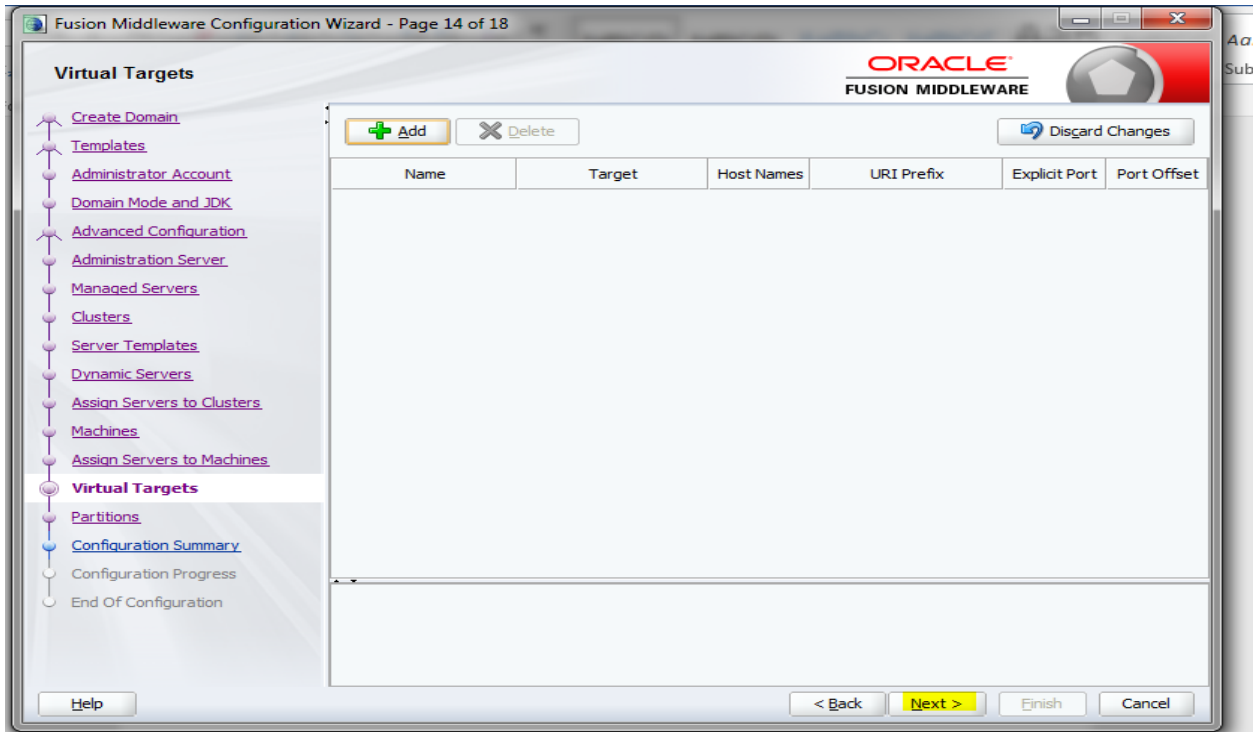 Fusion Middleware Configuration Wizard - Page 14 of 18
Virtual Targets
ORACLE
FUSION MIDDLEWARE
Create Domain
Templates
Administrator Account
Domain Mode and JDK
Advanced Configuration
Administration Server
Managed Servers
Clusters
Server Templates
Dynamic Servers
Assign Servers to Clusters
Machines
Assign Servers to Machines
Virtual Targets
Partitions
Configuration Summary
Configuration Progress
End Of Configuration
Add Delete Discard Changes
Name Target Host Names URI Prefix Explicit Port Port Offset
Help < Back Next > Finish Cancel
Sub